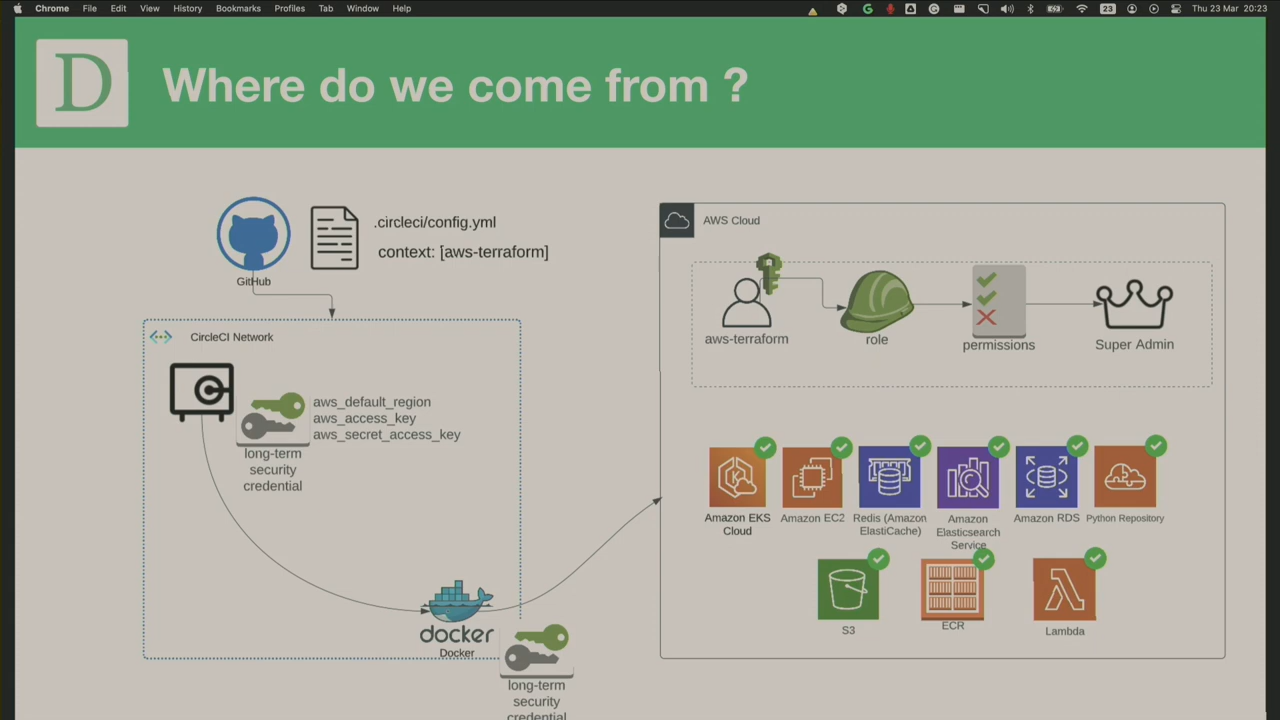 Chrome File Edit View History Bookmarks Profiles Tab Window Help 23 Thu 23 Mar 20:23
D
Where do we come from ?
.circleci/config.yml
context: [aws-terraform]
GitHub
CircleCI Network
aws_default_region
aws_access_key
aws_secret_access_key
long-term
security
credential
docker
Docker
long-term
security
credential
AWS Cloud
aws-terraform
role
permissions
Super Admin
Amazon EKS
Cloud
Amazon EC2
Redis (Amazon
ElastiCache)
Amazon
Elasticsearch
Service
Amazon RDS
Python Repository
S3
ECR
Lambda